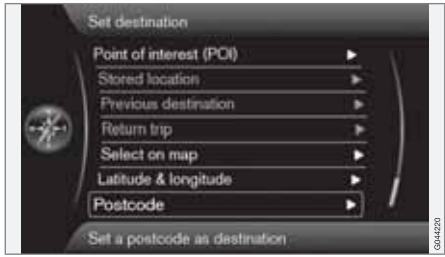 Set destination
Point of interest (POI)
Stored location
Previous destination
Return trip
Select on map
Latitude & longitude
Postcode
Set a postcode as destination
G044220